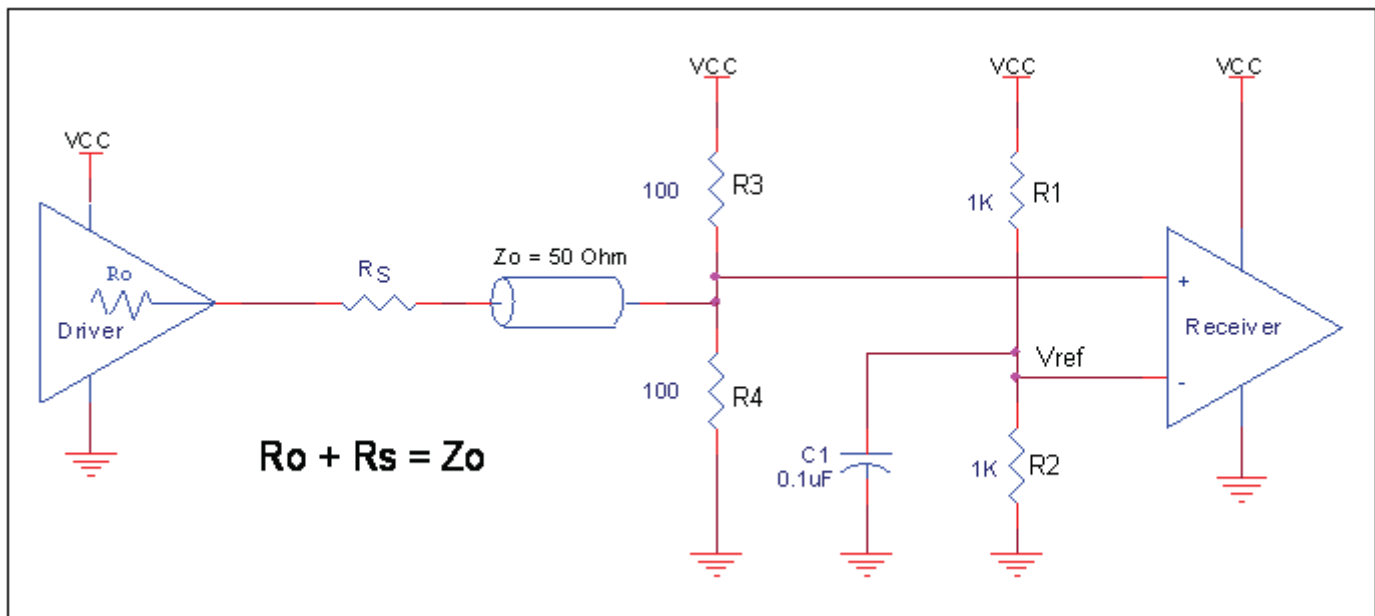 VCC
VCC
VCC
VCC
100
R3
1K
R1
Ro
Driver
RS
Zo = 50 Ohm
+
Receiver
Vref
-
100
R4
Ro + Rs = Zo
C1
0.1uF
1K
R2